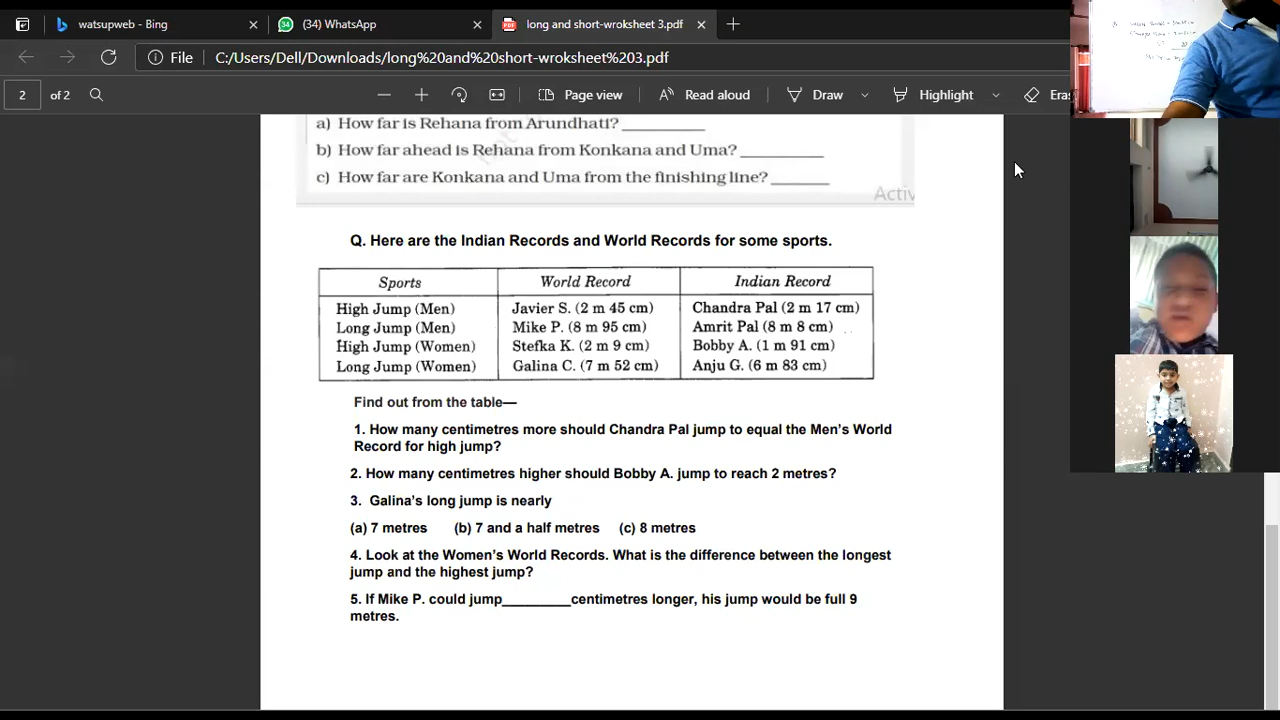 watsupweb - Bing
34
(34) WhatsApp
PDF
long and short-wroksheet 3.pdf
File
C:/Users/Dell/Downloads/long%20and%20short-wroksheet%203.pdf
2
of 2
Page view
Read aloud
Draw
Highlight
Eras
a) How far is Rehana from Arundhati? __________
b) How far ahead is Rehana from Konkana and Uma? __________
c) How far are Konkana and Uma from the finishing line? _______
Activ
Q. Here are the Indian Records and World Records for some sports.
Sports World Record Indian Record
High Jump (Men) Javier S. (2 m 45 cm) Chandra Pal (2 m 17 cm)
Long Jump (Men) Mike P. (8 m 95 cm) Amrit Pal (8 m 8 cm)
High Jump (Women) Stefka K. (2 m 9 cm) Bobby A. (1 m 91 cm)
Long Jump (Women) Galina C. (7 m 52 cm) Anju G. (6 m 83 cm)
Find out from the table—
1. How many centimetres more should Chandra Pal jump to equal the Men's World
Record for high jump?
2. How many centimetres higher should Bobby A. jump to reach 2 metres?
3. Galina's long jump is nearly
(a) 7 metres (b) 7 and a half metres (c) 8 metres
4. Look at the Women's World Records. What is the difference between the longest
jump and the highest jump?
5. If Mike P. could jump_________centimetres longer, his jump would be full 9
metres.